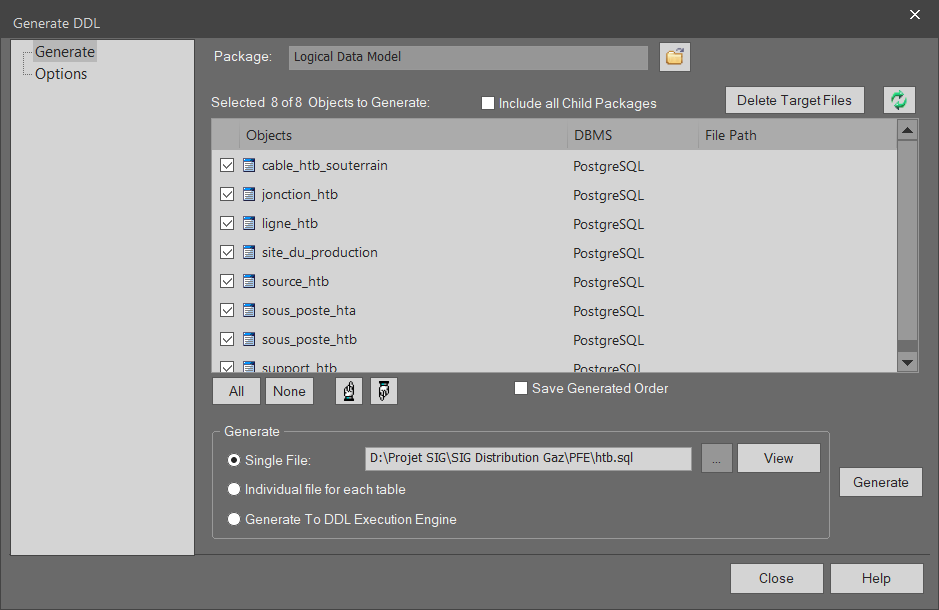 Generate DDL
Generate
Options
Package: Logical Data Model
Selected 8 of 8 Objects to Generate: Include all Child Packages Delete Target Files
Objects DBMS File Path
cable_htb_souterrain PostgreSQL
jonction_htb PostgreSQL
ligne_htb PostgreSQL
site_du_production PostgreSQL
source_htb PostgreSQL
sous_poste_hta PostgreSQL
sous_poste_htb PostgreSQL
support_htb PostgreSQL
All None Save Generated Order
Generate
Single File: D:\Projet SIG\SIG Distribution Gaz\PFE\htb.sql ... View
Individual file for each table
Generate
Generate To DDL Execution Engine
Close Help